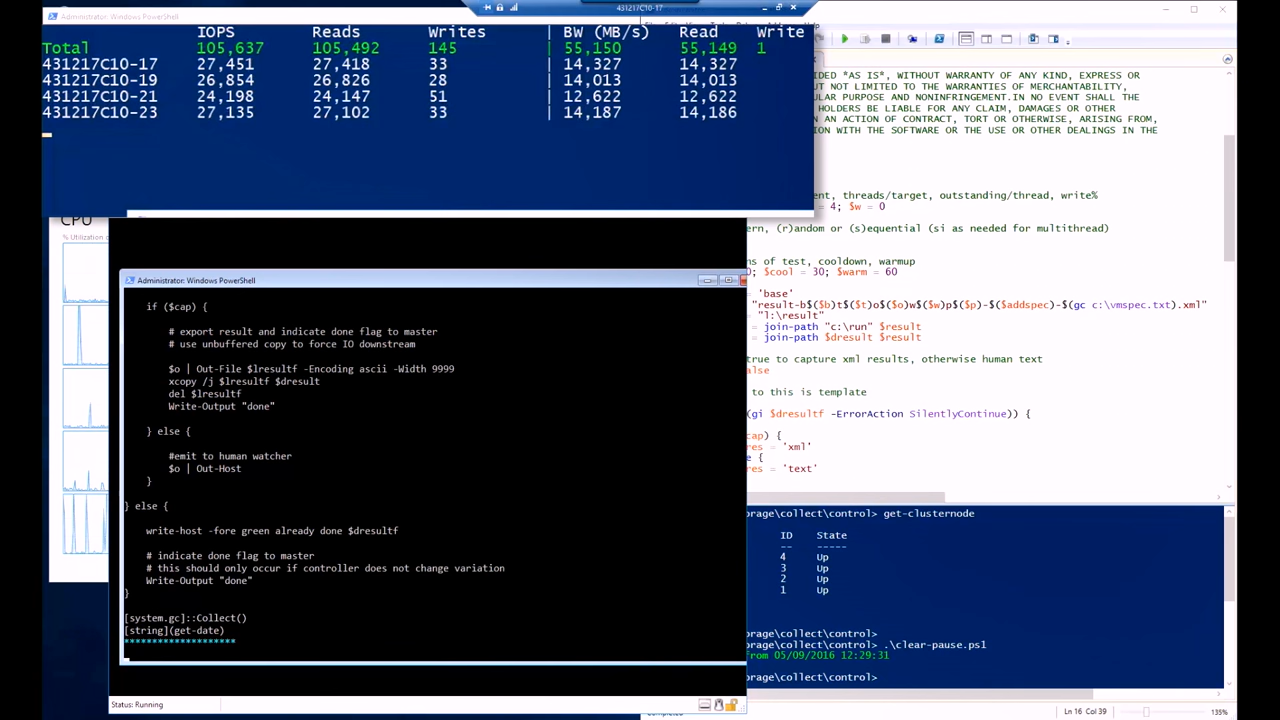 Administrator: Windows PowerShell
431217C10-17
IOPS Reads Writes | BW (MB/s) Read Write
Total 105,637 105,492 145 | 55,150 55,149 1
431217C10-17 27,451 27,418 33 | 14,327 14,327
431217C10-19 26,854 26,826 28 | 14,013 14,013
431217C10-21 24,198 24,147 51 | 12,622 12,622
431217C10-23 27,135 27,102 33 | 14,187 14,186
IDED *AS IS*, WITHOUT WARRANTY OF ANY KIND, EXPRESS OR
BUT NOT LIMITED TO THE WARRANTIES OF MERCHANTABILITY,
ULAR PURPOSE AND NONINFRINGEMENT.IN NO EVENT SHALL THE
HOLDERS BE LIABLE FOR ANY CLAIM, DAMAGES OR OTHER
AN ACTION OF CONTRACT, TORT OR OTHERWISE, ARISING FROM,
ION WITH THE SOFTWARE OR THE USE OR OTHER DEALINGS IN THE
ent, threads/target, outstanding/thread, write%
= 4; $w = 0
ern, (r)andom or (s)equential (si as needed for multithread)
ns of test, cooldown, warmup
0; $cool = 30; $warm = 60
= 'base'
"result-b$($b)t$($t)o$($o)w$($w)p$($p)-$($addspec)-$(gc c:\vmspec.txt).xml"
= "l:\result"
= join-path "c:\run" $result
= join-path $dresult $result
true to capture xml results, otherwise human text
alse
to this is template
(gi $dresultf -ErrorAction SilentlyContinue)) {
cap) {
res = 'xml'
e {
res = 'text'
CPU
% Utilization o
Administrator: Windows PowerShell
if ($cap) {
# export result and indicate done flag to master
# use unbuffered copy to force IO downstream
$o | Out-File $lresultf -Encoding ascii -Width 9999
xcopy /j $lresultf $dresult
del $lresultf
Write-Output "done"
} else {
#emit to human watcher
$o | Out-Host
}
} else {
write-host -fore green already done $dresultf
# indicate done flag to master
# this should only occur if controller does not change variation
Write-Output "done"
}
[system.gc]::Collect()
[string](get-date)
********************
Status: Running
orage\collect\control> get-clusternode
ID State
-- -----
4 Up
3 Up
2 Up
1 Up
orage\collect\control>
orage\collect\control> .\clear-pause.ps1
from 05/09/2016 12:29:31
orage\collect\control>
Completed
Ln 16 Col 39
135%